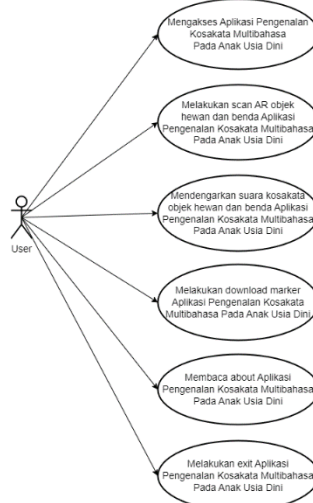 Mengakses Aplikasi Pengenalan
Kosakata Multibahasa
Pada Anak Usia Dini
Melakukan scan AR objek
hewan dan benda Aplikasi
Pengenalan Kosakata Multibahasa
Pada Anak Usia Dini
Mendengarkan suara kosakata
objek hewan dan benda Aplikasi
Pengenalan Kosakata Multibahasa
Pada Anak Usia Dini
User
Melakukan download marker
Aplikasi Pengenalan Kosakata
Multibahasa Pada Anak Usia Dini
Membaca about Aplikasi
Pengenalan Kosakata Multibahasa
Pada Anak Usia Dini
Melakukan exit Aplikasi
Pengenalan Kosakata Multibahasa
Pada Anak Usia Dini